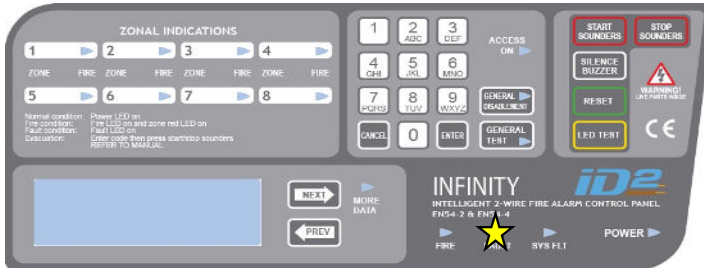 ZONAL INDICATIONS
1 2 3 4
ZONE FIRE ZONE FIRE ZONE FIRE ZONE FIRE
5 6 7 8
Normal condition: Power LED on
Fire condition: Fire LED on and zone red LED on
Fault condition: Fault LED on
Evacuation: Enter code then press start/stop sounders
REFER TO MANUAL
1 2 ABC 3 DEF
ACCESS
ON
4 GHI 5 JKL 6 MNO
7 PQRS 8 TUV 9 WXYZ
GENERAL
DISABLEMENT
CANCEL 0 ENTER
GENERAL
TEST
START
SOUNDERS
STOP
SOUNDERS
SILENCE
BUZZER
WARNING!
LIVE PARTS INSIDE
RESET
LED TEST
CE
NEXT
MORE
DATA
PREV
INFINITY iD2
INTELLIGENT 2-WIRE FIRE ALARM CONTROL PANEL
EN54-2 & EN54-4
FIRE SYS FLT POWER